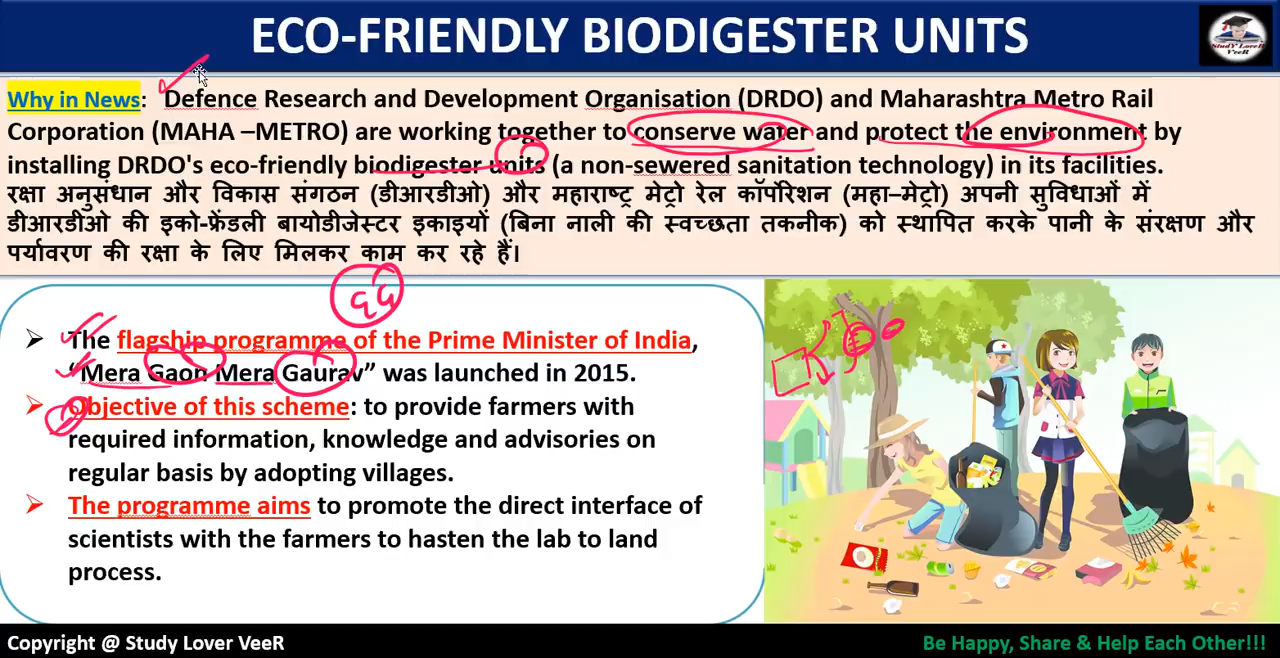 ECO-FRIENDLY BIODIGESTER UNITS
StudY LoveR
VeeR
Why in News: Defence Research and Development Organisation (DRDO) and Maharashtra Metro Rail
Corporation (MAHA –METRO) are working together to conserve water and protect the environment by
installing DRDO's eco-friendly biodigester units (a non-sewered sanitation technology) in its facilities.
रक्षा अनुसंधान और विकास संगठन (डीआरडीओ) और महाराष्ट्र मेट्रो रेल कॉर्पोरेशन (महा–मेट्रो) अपनी सुविधाओं में
डीआरडीओ की इको-फ्रेंडली बायोडीजेस्टर इकाइयों (बिना नाली की स्वच्छता तकनीक) को स्थापित करके पानी के संरक्षण और
पर्यावरण की रक्षा के लिए मिलकर काम कर रहे हैं।
The flagship programme of the Prime Minister of India,
“Mera Gaon Mera Gaurav” was launched in 2015.
Objective of this scheme: to provide farmers with
required information, knowledge and advisories on
regular basis by adopting villages.
The programme aims to promote the direct interface of
scientists with the farmers to hasten the lab to land
process.
Copyright @ Study Lover VeeR
Be Happy, Share & Help Each Other!!!